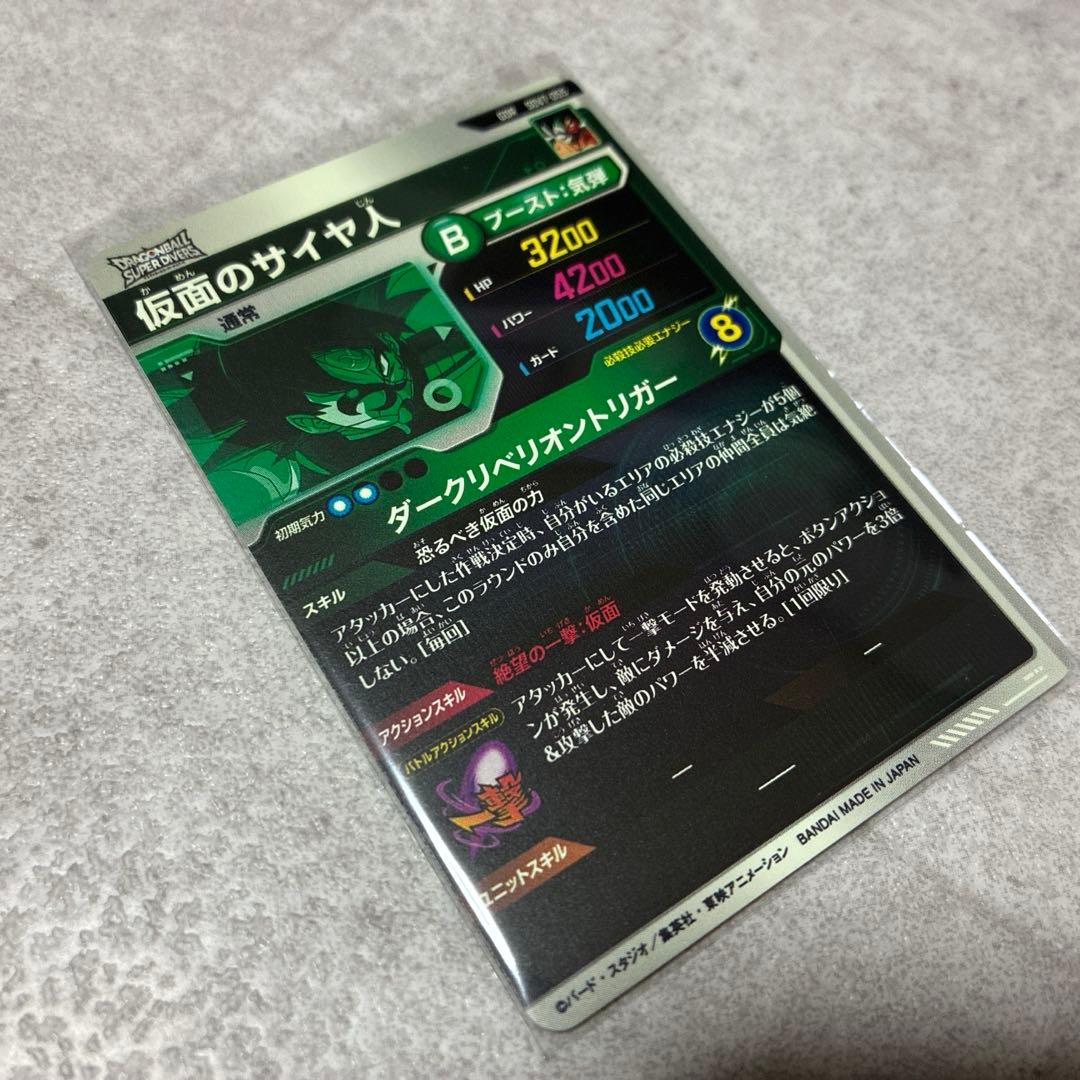 DRAGONBALL
SUPER DIVERS
仮面のサイヤ人
か めん じん
通常
B
ブースト:気弾
HP 3200
パワー 4200
ガード 2000
必殺技必要エナジー 8
初期気力
ダークリベリオントリガー
スキル
恐るべき仮面の力
アタッカーにした作戦決定時、自分がいるエリアの必殺技エナジーが5個
以上の場合、このラウンドのみ自分を含めた同じエリアの仲間全員は気絶
しない。[毎回]
アクションスキル
絶望の一撃:仮面
バトルアクションスキル
一撃
アタッカーにして一撃モードを発動させると、ボタンアクショ
ンが発生し、敵にダメージを与え、自分の元のパワーを3倍
&攻撃した敵のパワーを半減させる。[1回限り]
ユニットスキル
©バード・スタジオ/集英社・東映アニメーション BANDAI MADE IN JAPAN